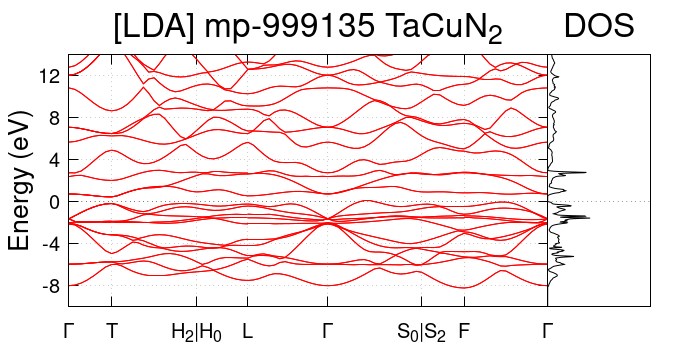 [LDA] mp-999135 TaCuN₂ DOS
12
8
4
0
-4
-8
Energy (eV)
Γ T H₂|H₀ L Γ S₀|S₂ F Γ